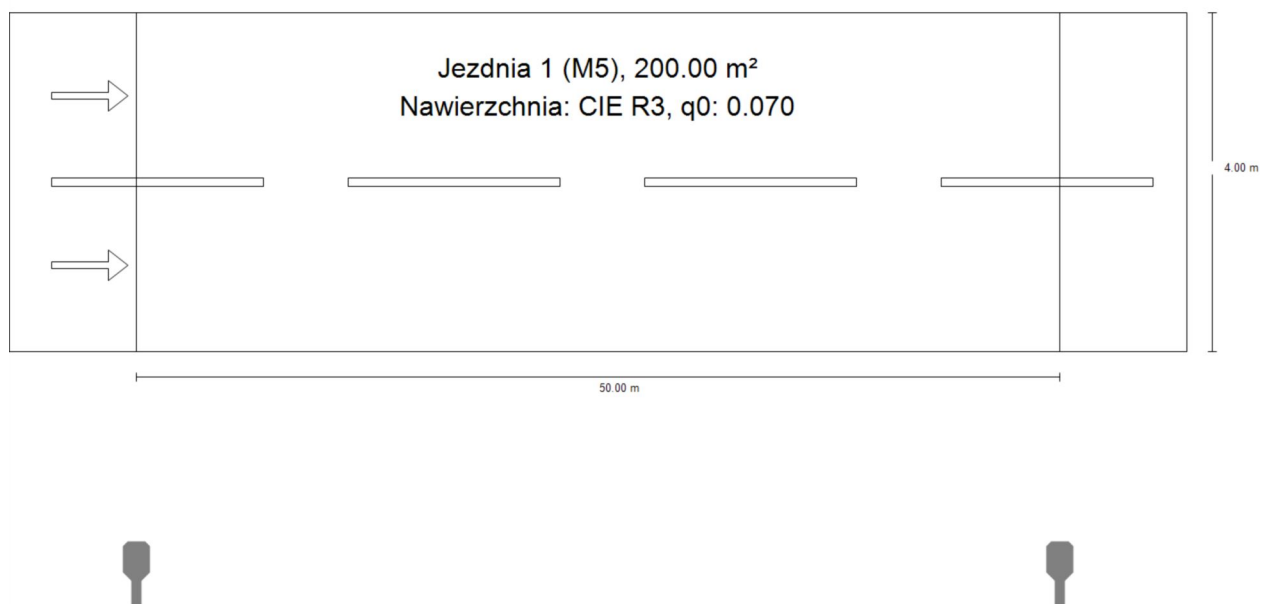 Jezdnia 1 (M5), 200.00 m²
Nawierzchnia: CIE R3, q0: 0.070
4.00 m
50.00 m